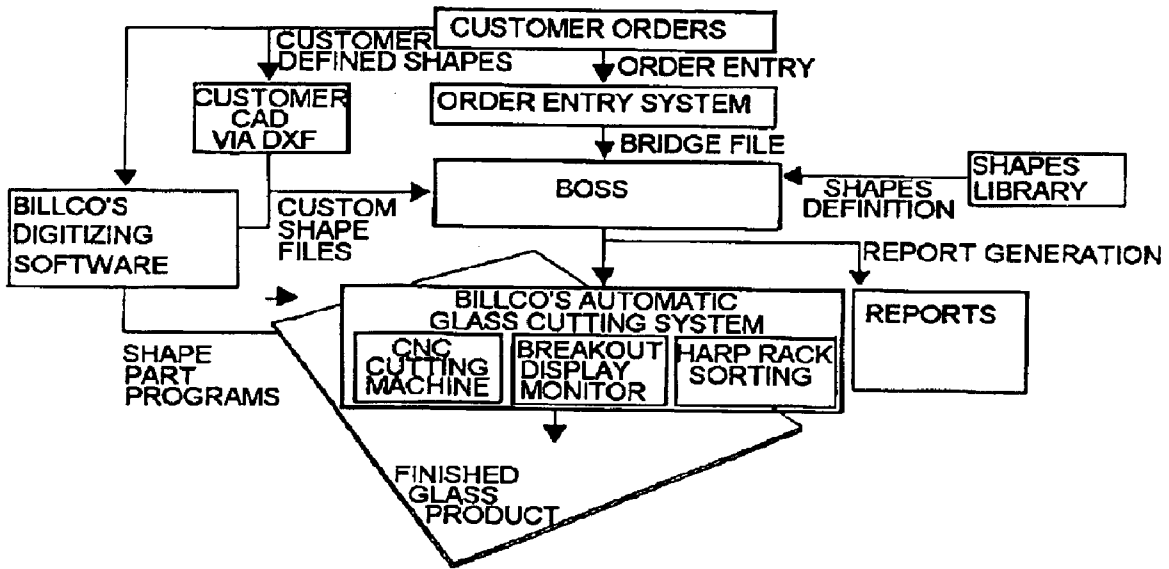 CUSTOMER ORDERS
CUSTOMER
DEFINED SHAPES
ORDER ENTRY
CUSTOMER
CAD
VIA DXF
ORDER ENTRY SYSTEM
BRIDGE FILE
BILLCO'S
DIGITIZING
SOFTWARE
CUSTOM
SHAPE
FILES
BOSS
SHAPES
DEFINITION
SHAPES
LIBRARY
REPORT GENERATION
BILLCO'S AUTOMATIC
GLASS CUTTING SYSTEM
CNC
CUTTING
MACHINE
BREAKOUT
DISPLAY
MONITOR
HARP RACK
SORTING
REPORTS
SHAPE
PART
PROGRAMS
FINISHED
GLASS
PRODUCT